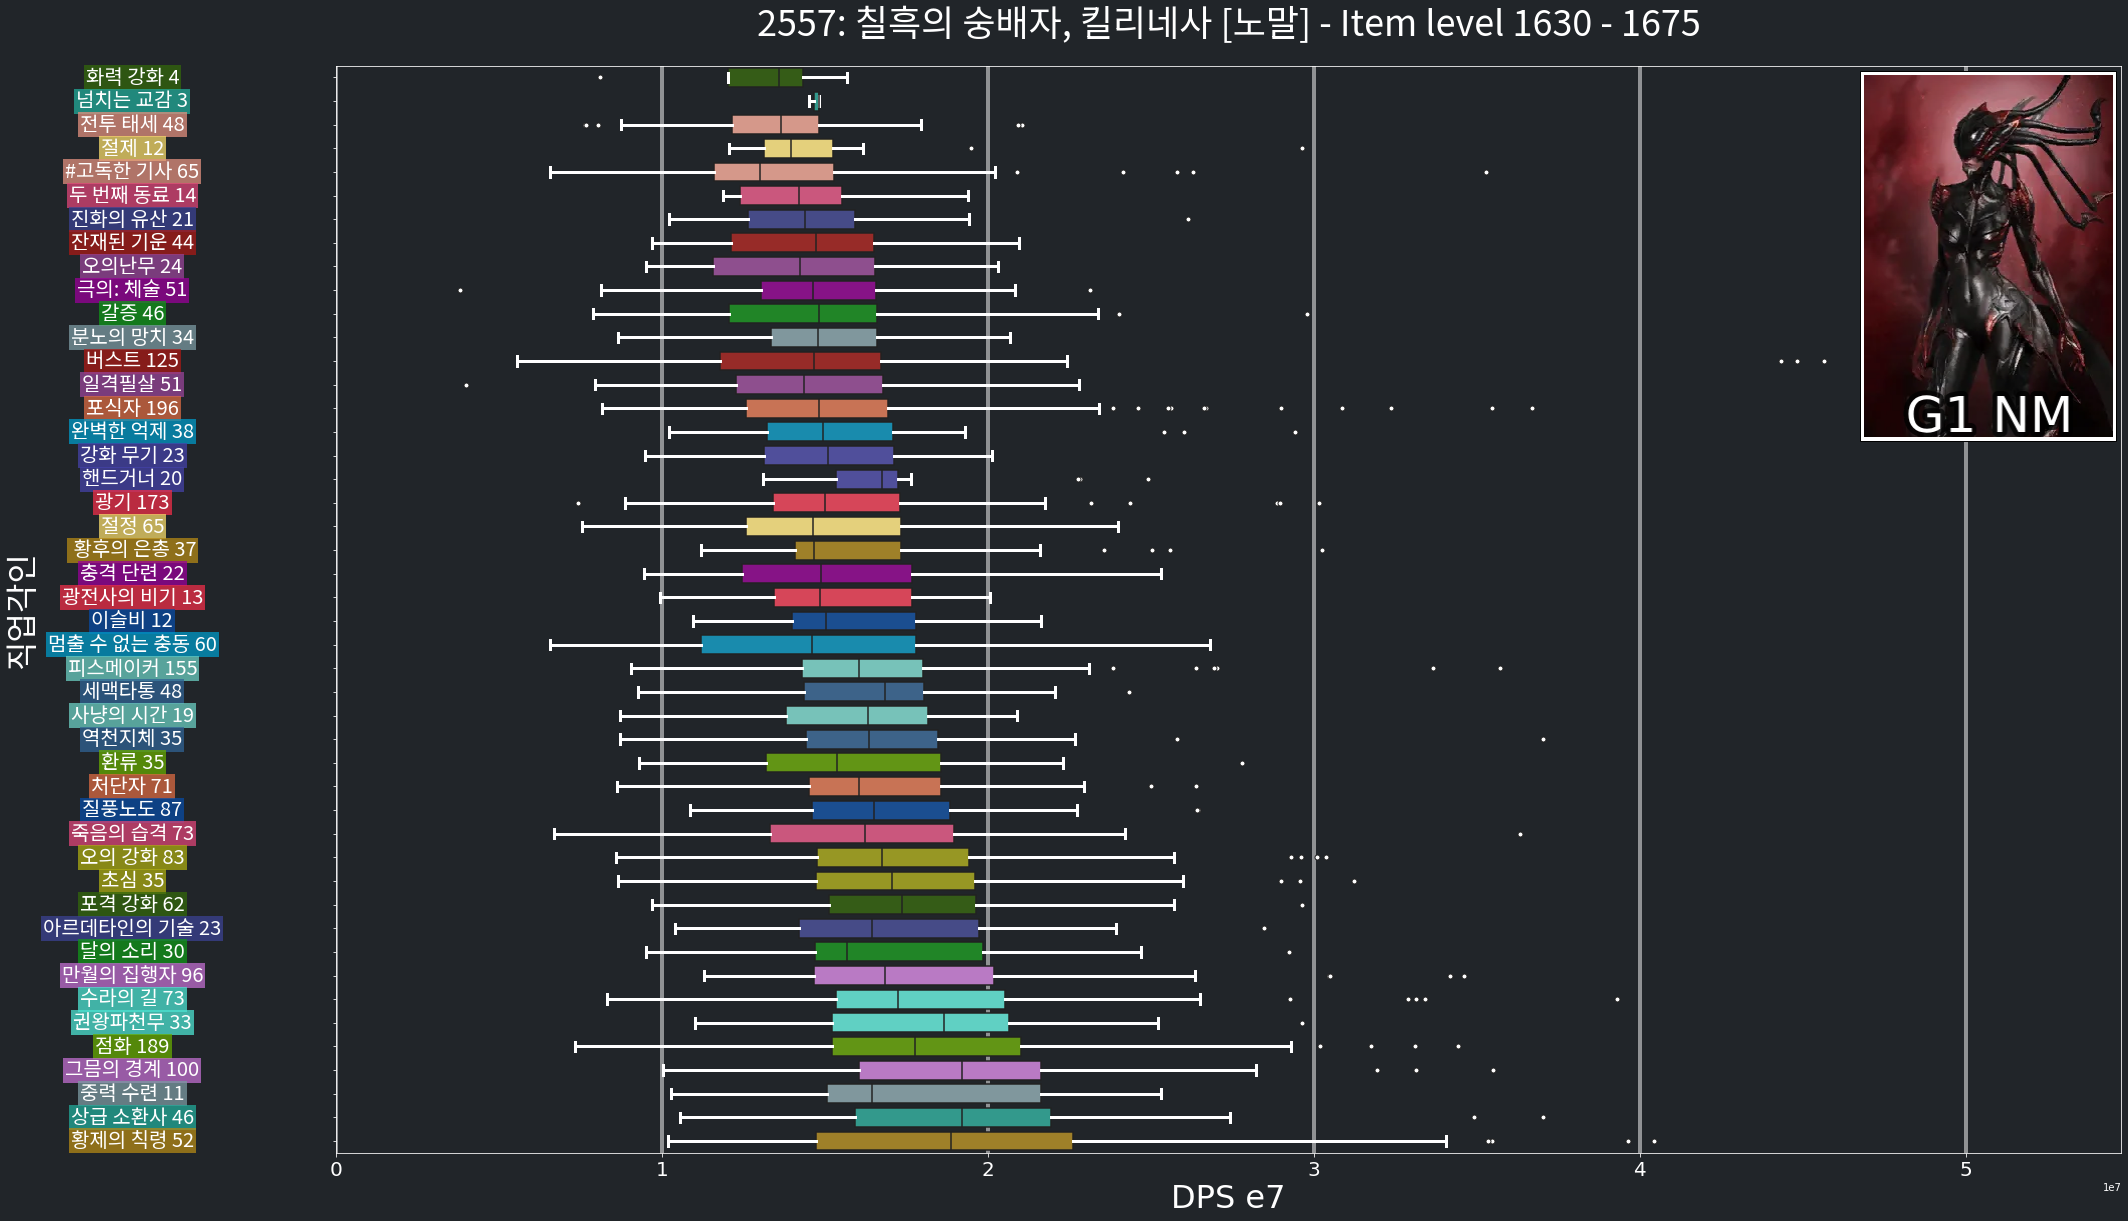 2557: 칠흑의 숭배자, 킬리네사 [노말] - Item level 1630 - 1675
화력 강화 4
넘치는 교감 3
전투 태세 48
절제 12
#고독한 기사 65
두 번째 동료 14
진화의 유산 21
잔재된 기운 44
오의난무 24
극의: 체술 51
갈증 46
분노의 망치 34
버스트 125
일격필살 51
포식자 196
완벽한 억제 38
강화 무기 23
핸드거너 20
광기 173
절정 65
황후의 은총 37
충격 단련 22
광전사의 비기 13
이슬비 12
멈출 수 없는 충동 60
피스메이커 155
세맥타통 48
사냥의 시간 19
역천지체 35
환류 35
처단자 71
질풍노도 87
죽음의 습격 73
오의 강화 83
초심 35
포격 강화 62
아르데타인의 기술 23
달의 소리 30
만월의 집행자 96
수라의 길 73
권왕파천무 33
점화 189
그믐의 경계 100
중력 수련 11
상급 소환사 46
황제의 칙령 52
직업각인
G1 NM
0 1 2 3 4 5
1e7
DPS e7